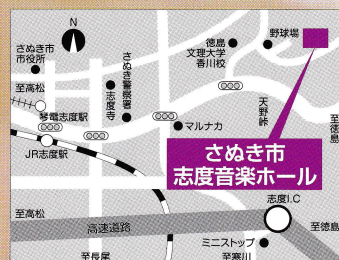 N
さぬき市
市役所
至高松
琴電志度駅
JR志度駅
志度寺
さぬき警察署
徳島
文理大学
香川校
野球場
天野峠
至徳島
マルナカ
さぬき市
志度音楽ホール
志度I.C
至高松
高速道路
至徳島
ミニストップ
至長尾
至寒川